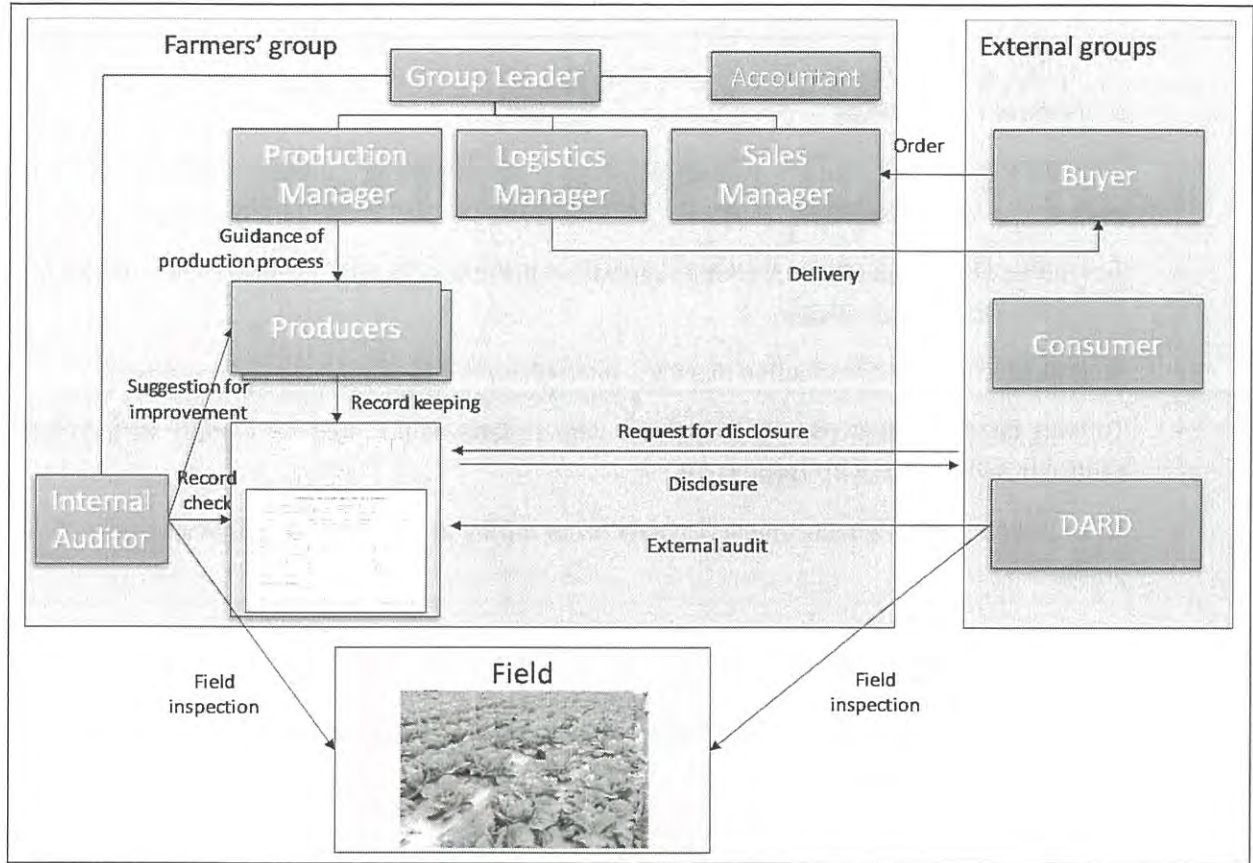 Farmers' group
External groups
Group Leader
Accountant
Production
Manager
Logistics
Manager
Sales
Manager
Order
Buyer
Guidance of
production process
Delivery
Producers
Consumer
Suggestion for
improvement
Record keeping
Request for disclosure
Disclosure
Record
check
Internal
Auditor
External audit
DARD
Field
Field
inspection
Field
inspection